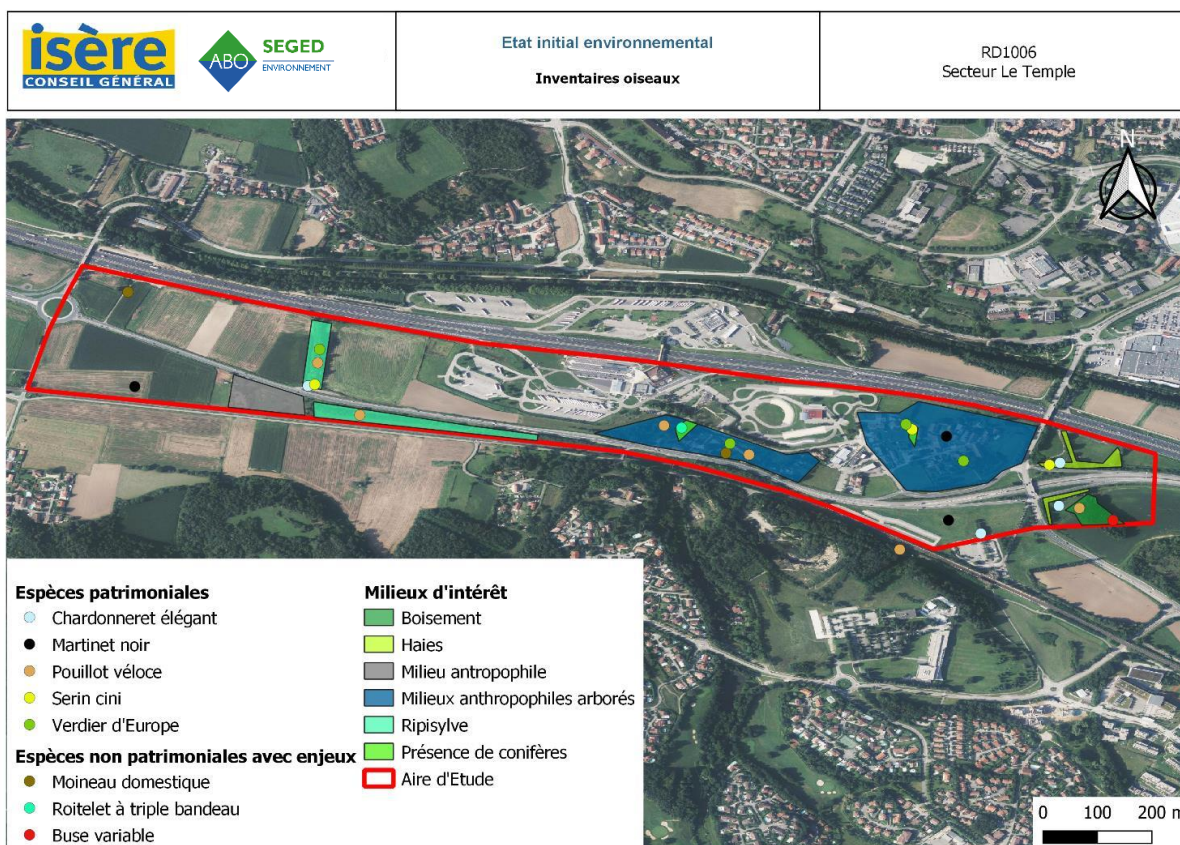 isère
CONSEIL GÉNÉRAL
ABO
SEGED
ENVIRONNEMENT
Etat initial environnemental
Inventaires oiseaux
RD1006
Secteur Le Temple
N
Espèces patrimoniales
Chardonneret élégant
Martinet noir
Pouillot véloce
Serin cini
Verdier d'Europe
Espèces non patrimoniales avec enjeux
Moineau domestique
Roitelet à triple bandeau
Buse variable
Milieux d'intérêt
Boisement
Haies
Milieu antropophile
Milieux anthropophiles arborés
Ripisylve
Présence de conifères
Aire d'Etude
0 100 200 m